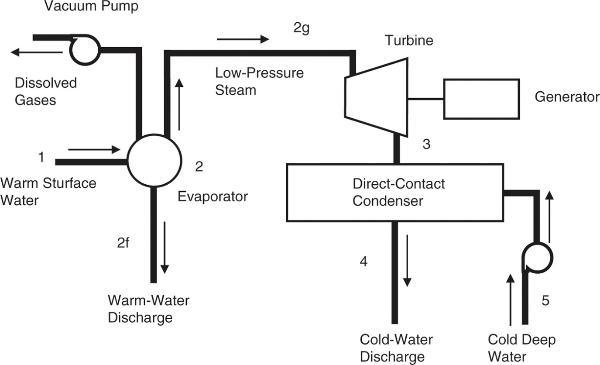 Vacuum Pump
2g
Turbine
Dissolved
Gases
Low-Pressure
Steam
Generator
1
2
3
Warm Sturface
Water
Evaporator
Direct-Contact
Condenser
2f
4
5
Warm-Water
Discharge
Cold-Water
Discharge
Cold Deep
Water